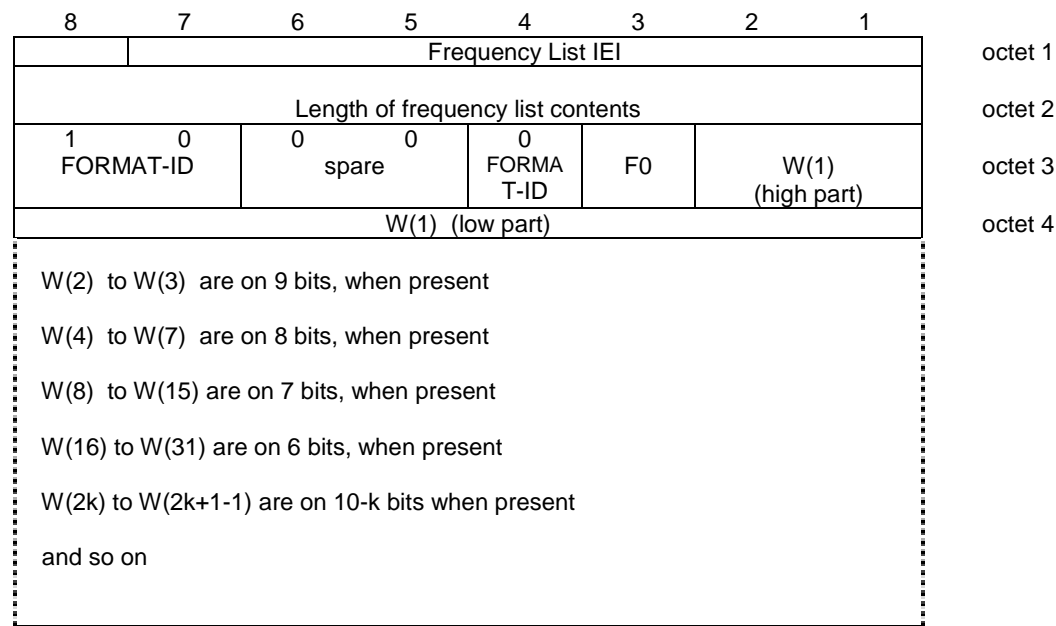 8 7 6 5 4 3 2 1
Frequency List IEI octet 1
Length of frequency list contents octet 2
1 0 0 0 0
FORMAT-ID spare FORMA F0 W(1) octet 3
T-ID (high part)
W(1) (low part) octet 4
W(2) to W(3) are on 9 bits, when present
W(4) to W(7) are on 8 bits, when present
W(8) to W(15) are on 7 bits, when present
W(16) to W(31) are on 6 bits, when present
W(2k) to W(2k+1-1) are on 10-k bits when present
and so on